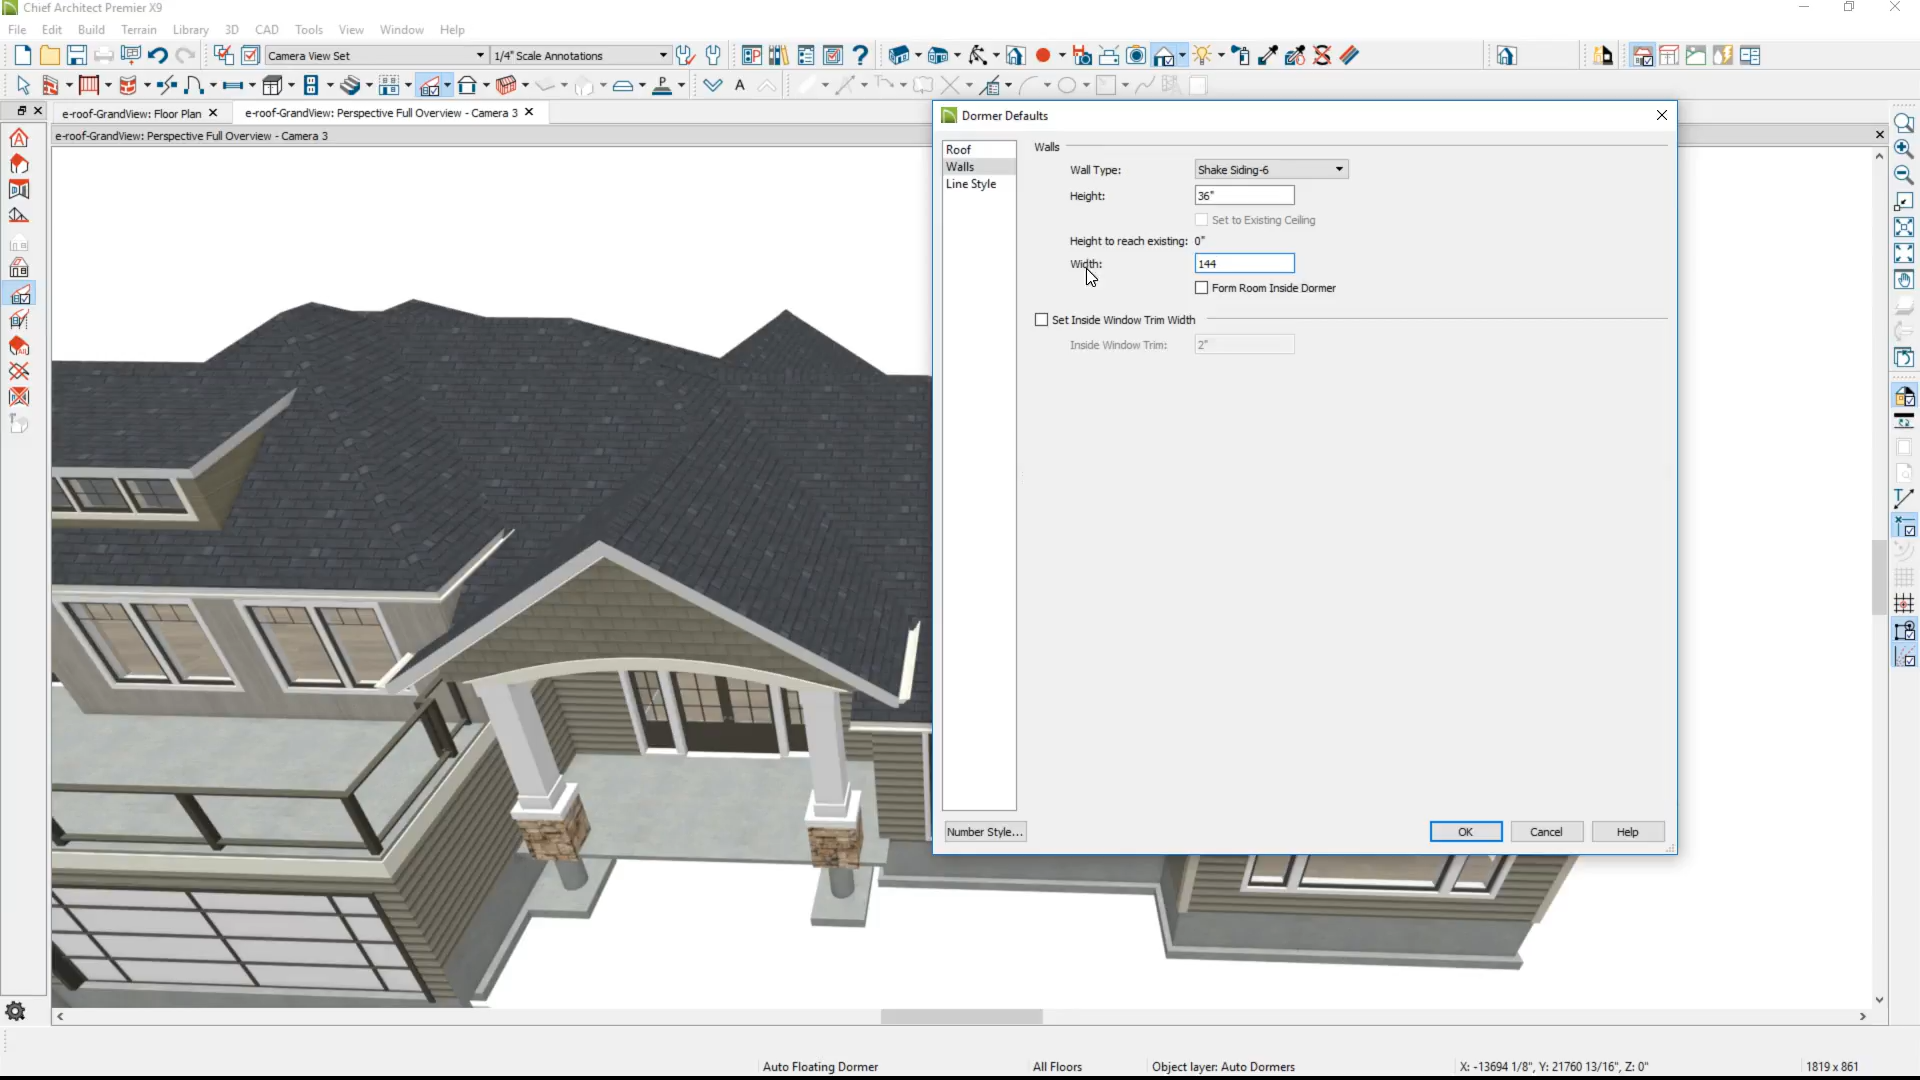 Chief Architect Premier X9
File Edit Build Terrain Library 3D CAD Tools View Window Help
Camera View Set 1/4" Scale Annotations
A
e-roof-GrandView: Floor Plan e-roof-GrandView: Perspective Full Overview - Camera 3
e-roof-GrandView: Perspective Full Overview - Camera 3
Dormer Defaults
Roof
Walls
Line Style
Walls
Wall Type: Shake Siding-6
Height: 36"
Set to Existing Ceiling
Height to reach existing: 0"
Width: 144
Form Room Inside Dormer
Set Inside Window Trim Width
Inside Window Trim: 2"
Number Style... OK Cancel Help
Auto Floating Dormer All Floors Object layer: Auto Dormers X: -13694 1/8", Y: 21760 13/16", Z: 0" 1819 x 861